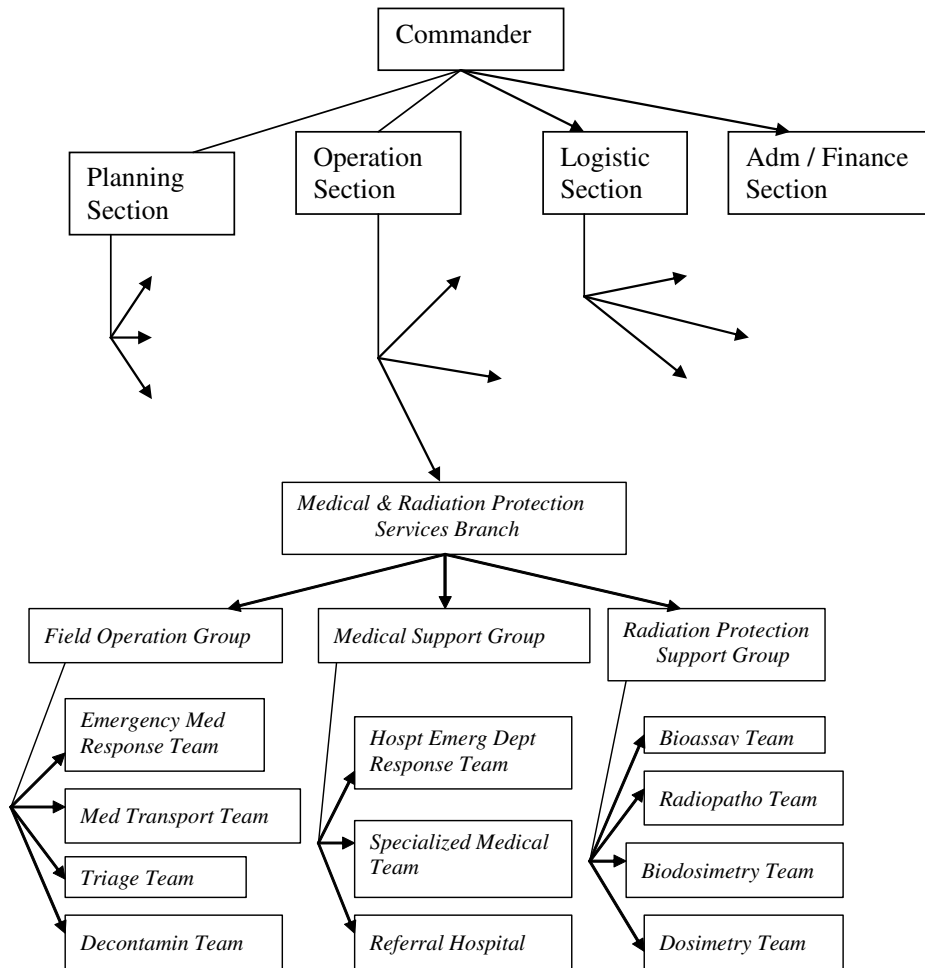 Commander
Planning
Section
Operation
Section
Logistic
Section
Adm / Finance
Section
Medical & Radiation Protection
Services Branch
Field Operation Group
Medical Support Group
Radiation Protection
Support Group
Emergency Med
Response Team
Med Transport Team
Triage Team
Decontamin Team
Hospt Emerg Dept
Response Team
Specialized Medical
Team
Referral Hospital
Bioassay Team
Radiopatho Team
Biodosimetry Team
Dosimetry Team